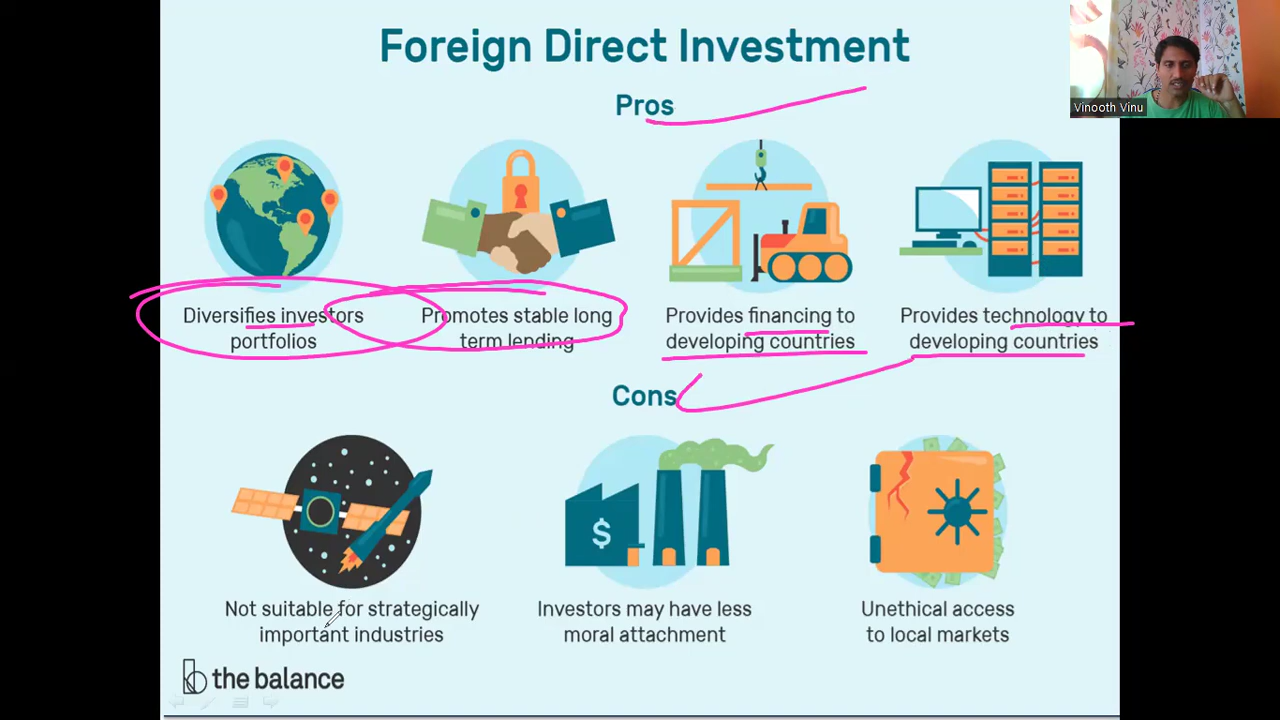 Foreign Direct Investment
Vinooth Vinu
Pros
Diversifies investors
portfolios
Promotes stable long
term lending
Provides financing to
developing countries
Provides technology to
developing countries
Cons
$
Not suitable for strategically
important industries
Investors may have less
moral attachment
Unethical access
to local markets
the balance